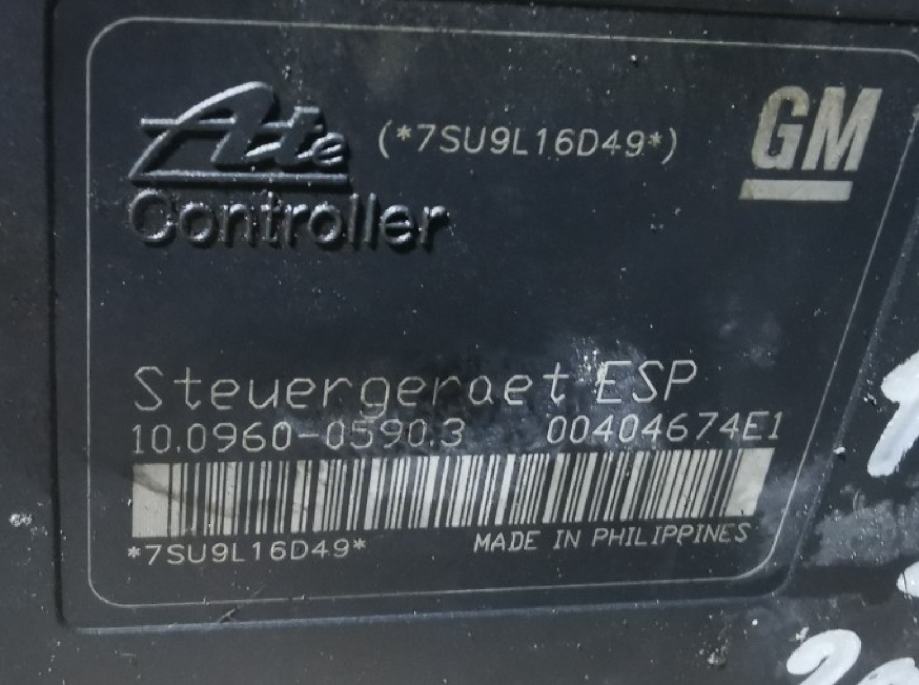 Ate (*7SU9L16D49*) GM
Controller
Steuergeraet ESP
10.0960-0590.3 00404674E1
*7SU9L16D49* MADE IN PHILIPPINES